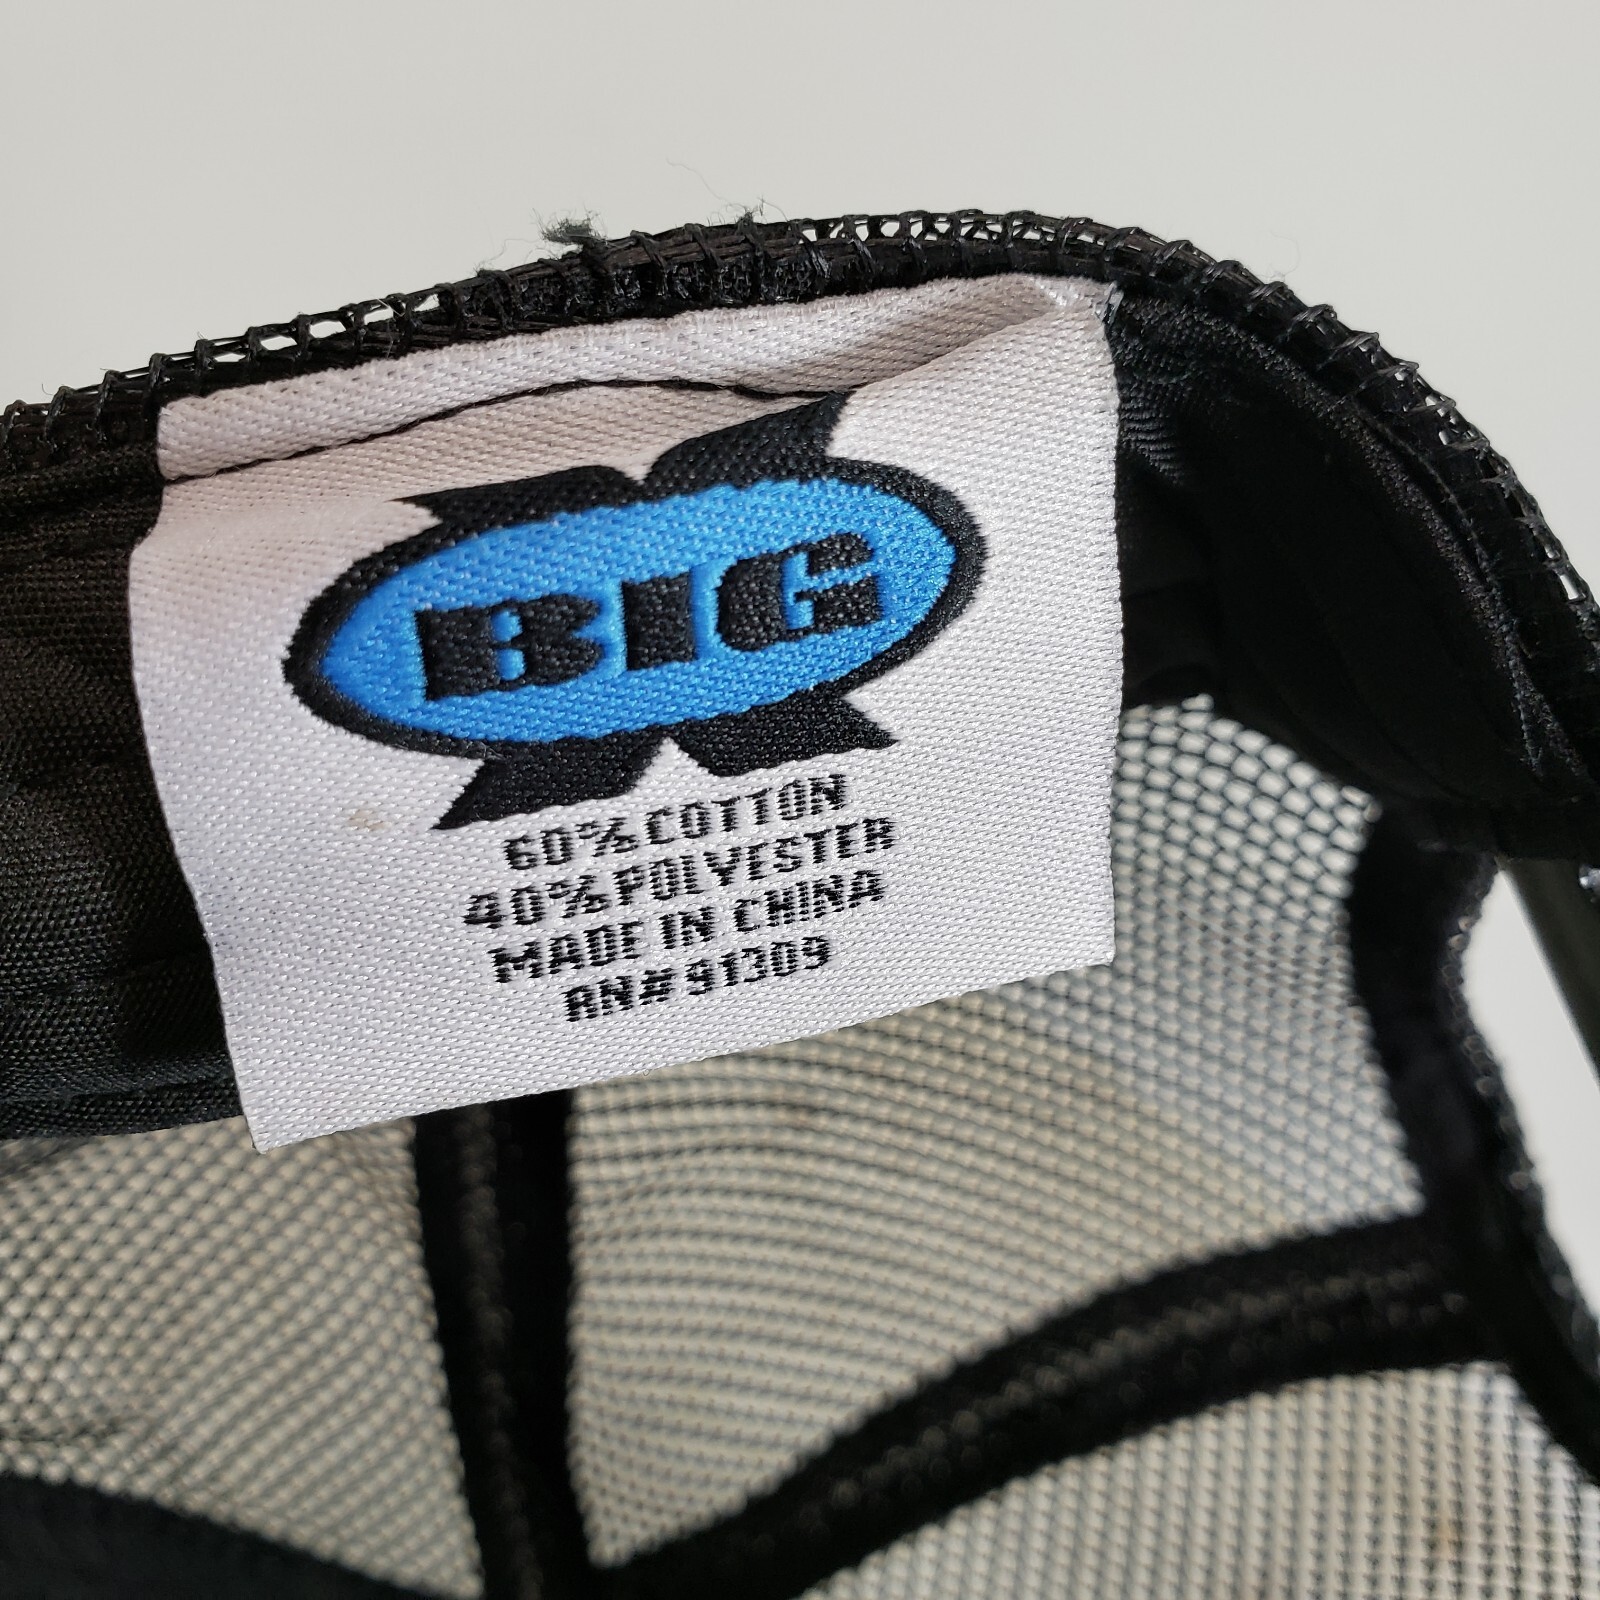 BIG
60% COTTON
40% POLYESTER
MADE IN CHINA
RN# 91309